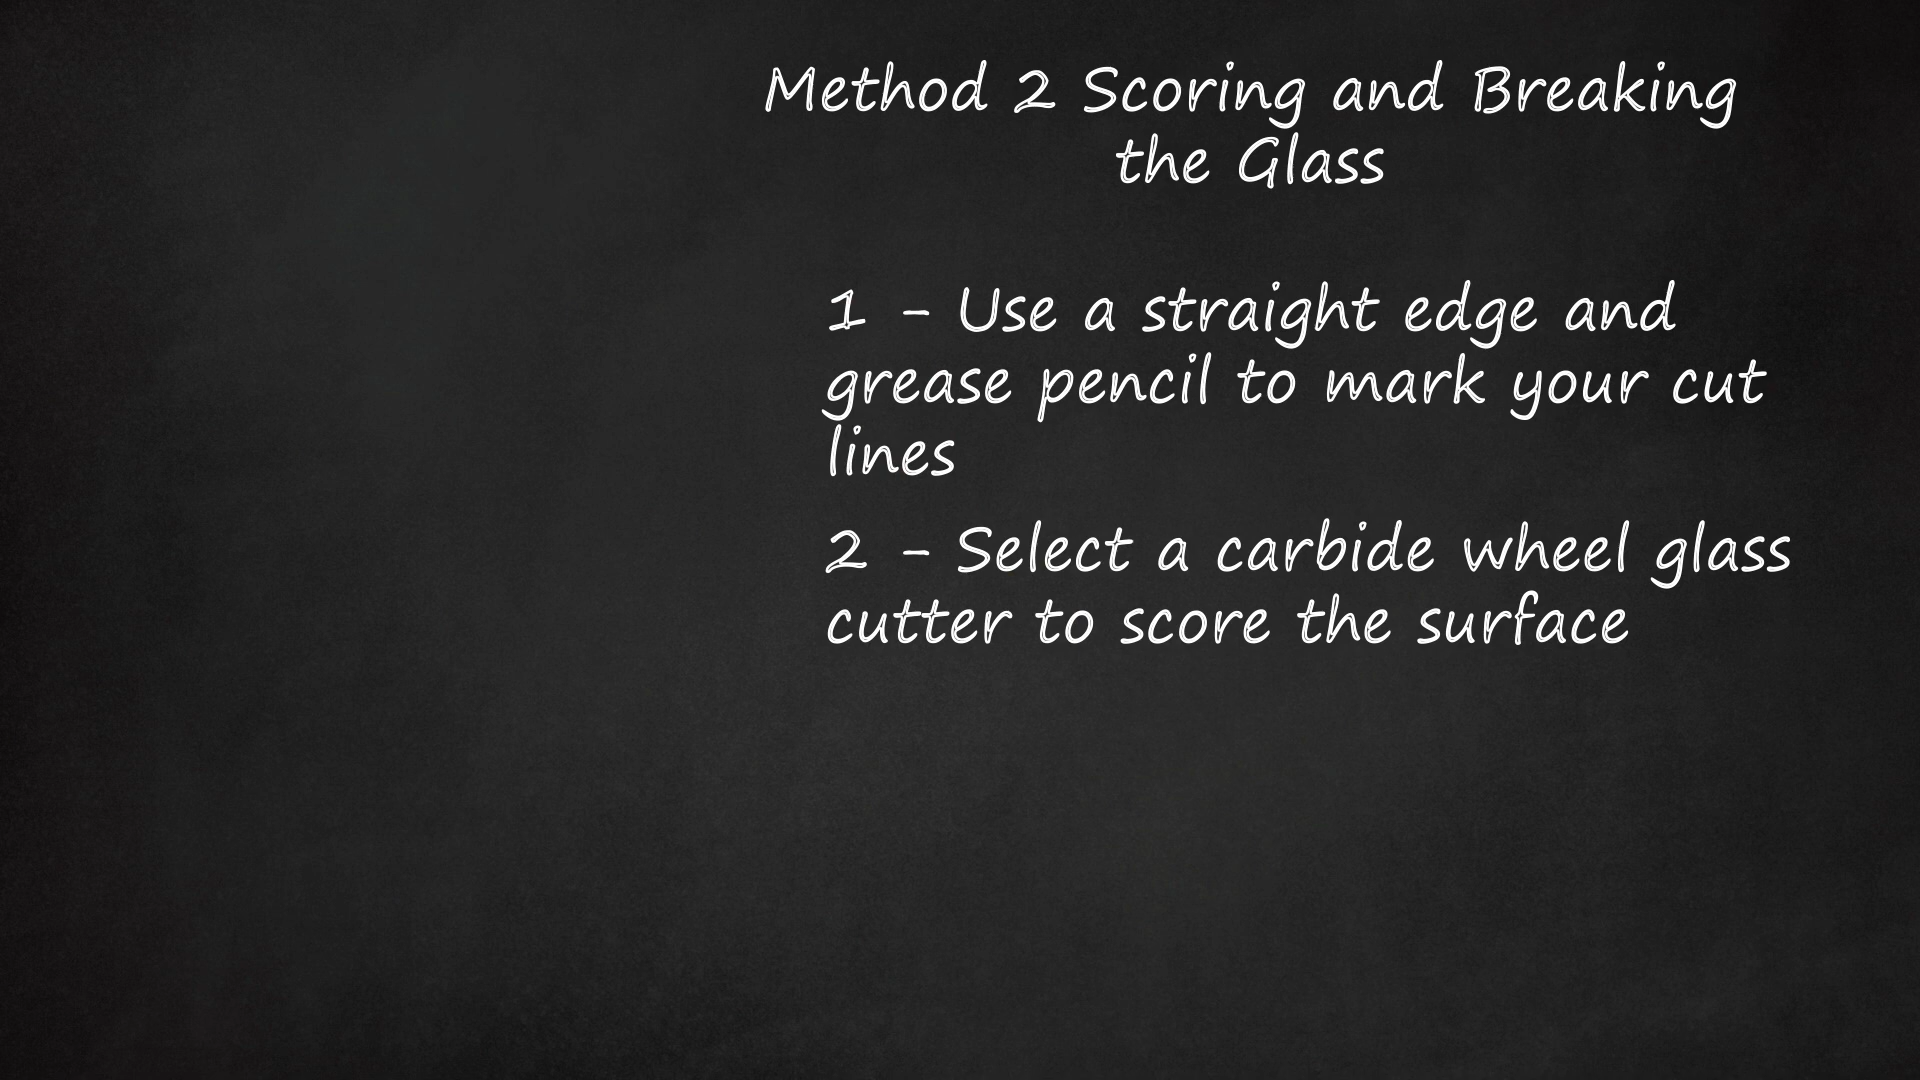 Method 2 Scoring and Breaking
the Glass
1 - Use a straight edge and
grease pencil to mark your cut
lines
2 - Select a carbide wheel glass
cutter to score the surface